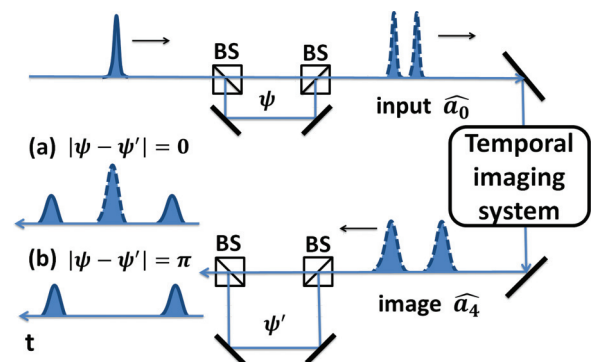 BS
BS
ψ
input â₀
(a) |ψ − ψ′| = 0
Temporal
imaging
system
BS
BS
(b) |ψ − ψ′| = π
image â₄
ψ′
t